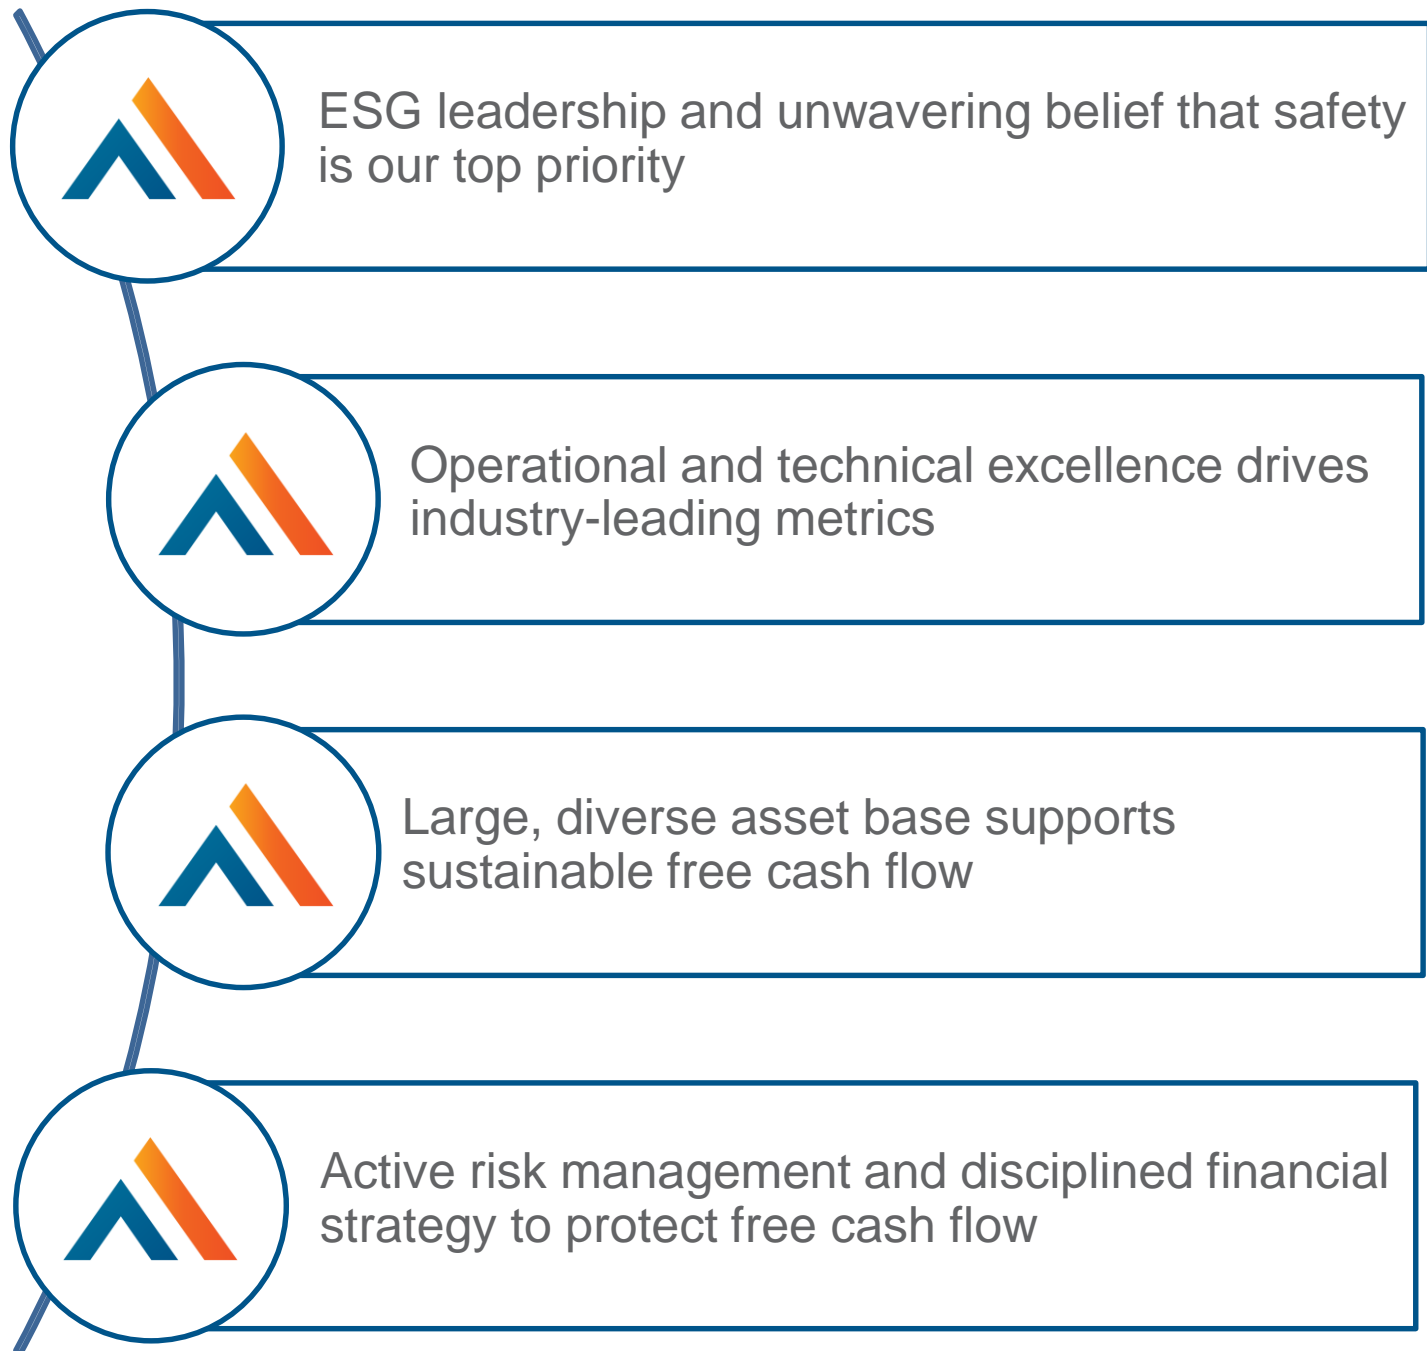 ESG leadership and unwavering belief that safety
is our top priority
Operational and technical excellence drives
industry-leading metrics
Large, diverse asset base supports
sustainable free cash flow
Active risk management and disciplined financial
strategy to protect free cash flow